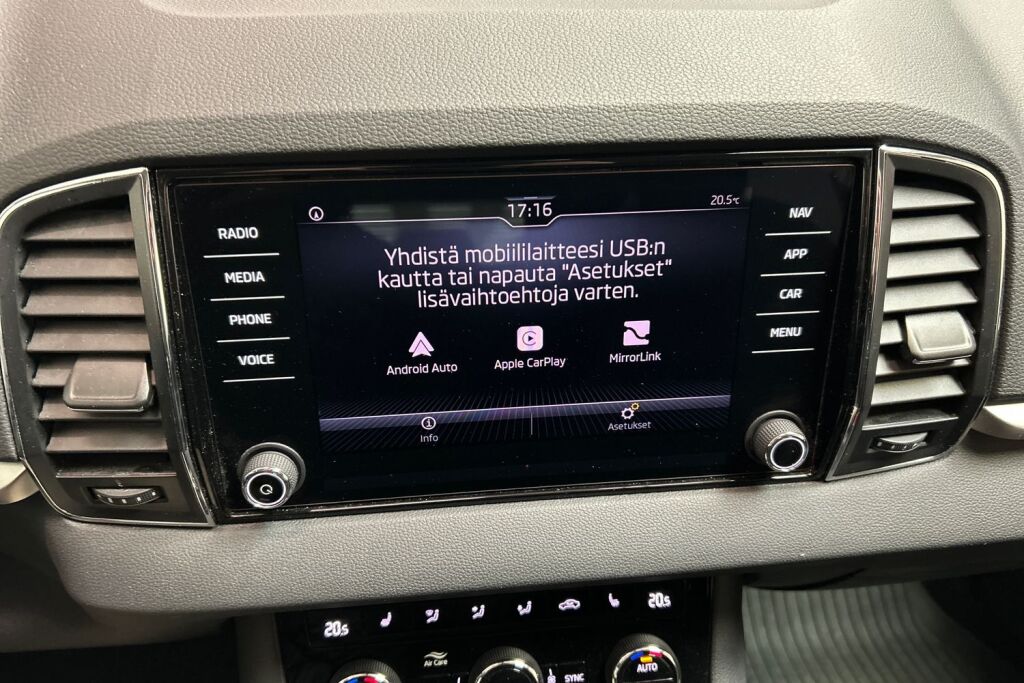 17:16
20.5°C
RADIO
MEDIA
PHONE
VOICE
Yhdistä mobiililaitteesi USB:n
kautta tai napauta "Asetukset"
lisävaihtoehtoja varten.
Android Auto
Apple CarPlay
MirrorLink
Info
Asetukset
NAV
APP
CAR
MENU
20.5
20.5
Air Care
SYNC
AUTO